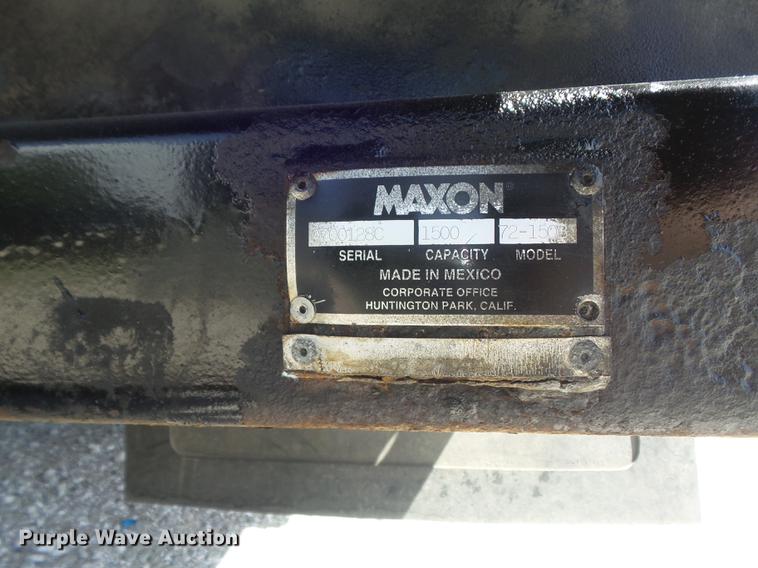 MAXON®
1500
SERIAL CAPACITY MODEL
MADE IN MEXICO
CORPORATE OFFICE
HUNTINGTON PARK, CALIF.
Purple Wave Auction